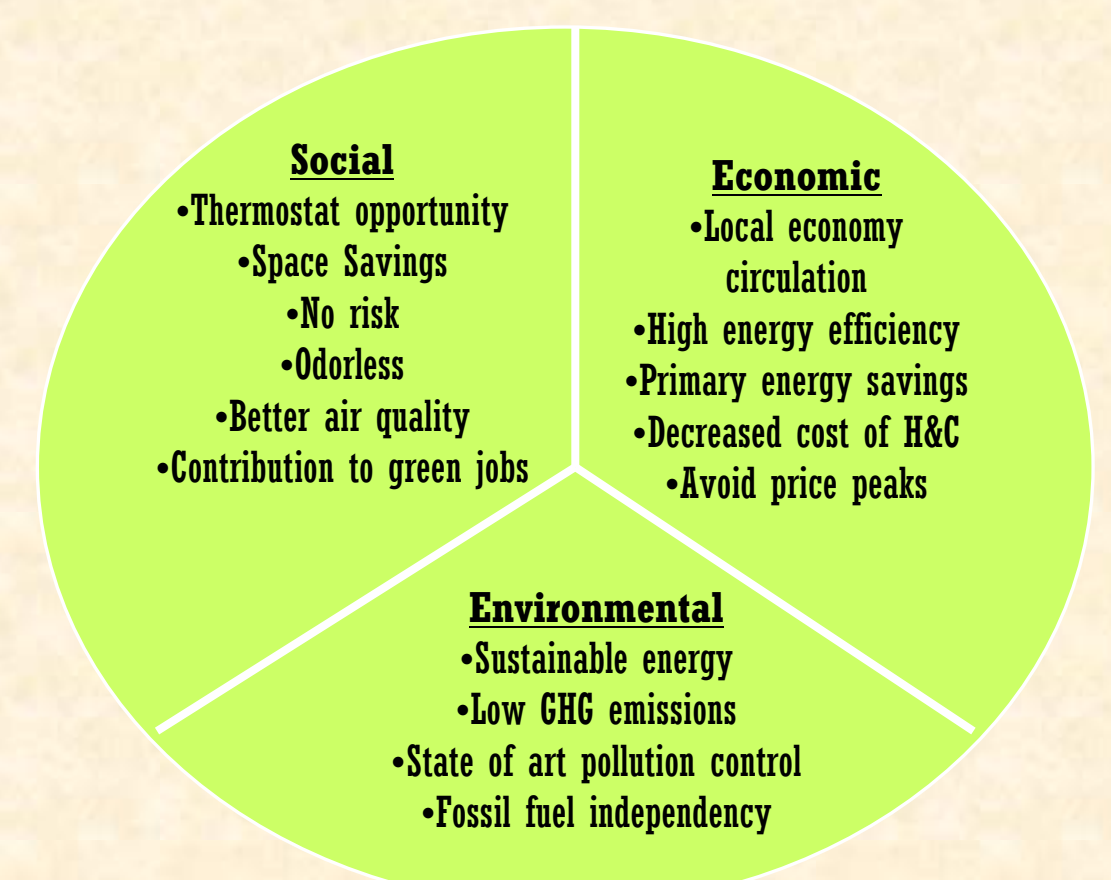 Social
•Thermostat opportunity
•Space Savings
•No risk
•Odorless
•Better air quality
•Contribution to green jobs
Economic
•Local economy
circulation
•High energy efficiency
•Primary energy savings
•Decreased cost of H&C
•Avoid price peaks
Environmental
•Sustainable energy
•Low GHG emissions
•State of art pollution control
•Fossil fuel independency